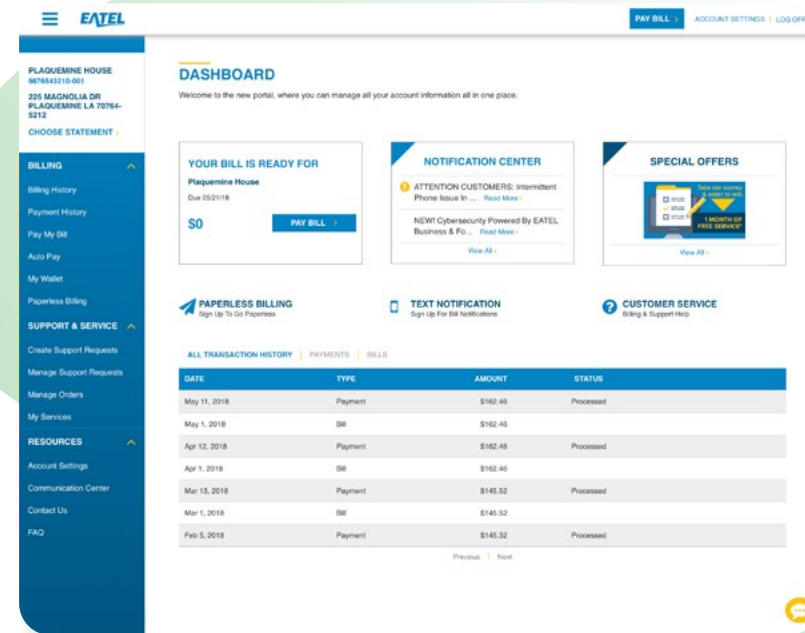 EATEL
PAY BILL >
ACCOUNT SETTINGS | LOG OFF
PLAQUEMINE HOUSE
9876543210-001
225 MAGNOLIA DR
PLAQUEMINE LA 70764-
5212
CHOOSE STATEMENT >
BILLING
Billing History
Payment History
Pay My Bill
Auto Pay
My Wallet
Paperless Billing
SUPPORT & SERVICE
Create Support Requests
Manage Support Requests
Manage Orders
My Services
RESOURCES
Account Settings
Communication Center
Contact Us
FAQ
DASHBOARD
Welcome to the new portal, where you can manage all your account information all in one place.
YOUR BILL IS READY FOR
Plaquemine House
Due 05/21/18
$0
PAY BILL >
NOTIFICATION CENTER
ATTENTION CUSTOMERS: Intermittent
Phone Issue In ... Read More >
NEW! Cybersecurity Powered By EATEL
Business & Fo... Read More >
View All >
SPECIAL OFFERS
Take our survey
& enter to win
1 MONTH OF
FREE SERVICE*
View All >
PAPERLESS BILLING
Sign Up To Go Paperless
TEXT NOTIFICATION
Sign Up For Bill Notifications
CUSTOMER SERVICE
Billing & Support Help
ALL TRANSACTION HISTORY | PAYMENTS | BILLS
DATE TYPE AMOUNT STATUS
May 11, 2018 Payment $162.46 Processed
May 1, 2018 Bill $162.46
Apr 12, 2018 Payment $162.46 Processed
Apr 1, 2018 Bill $162.46
Mar 13, 2018 Payment $145.52 Processed
Mar 1, 2018 Bill $145.52
Feb 5, 2018 Payment $145.32 Processed
Previous | Next